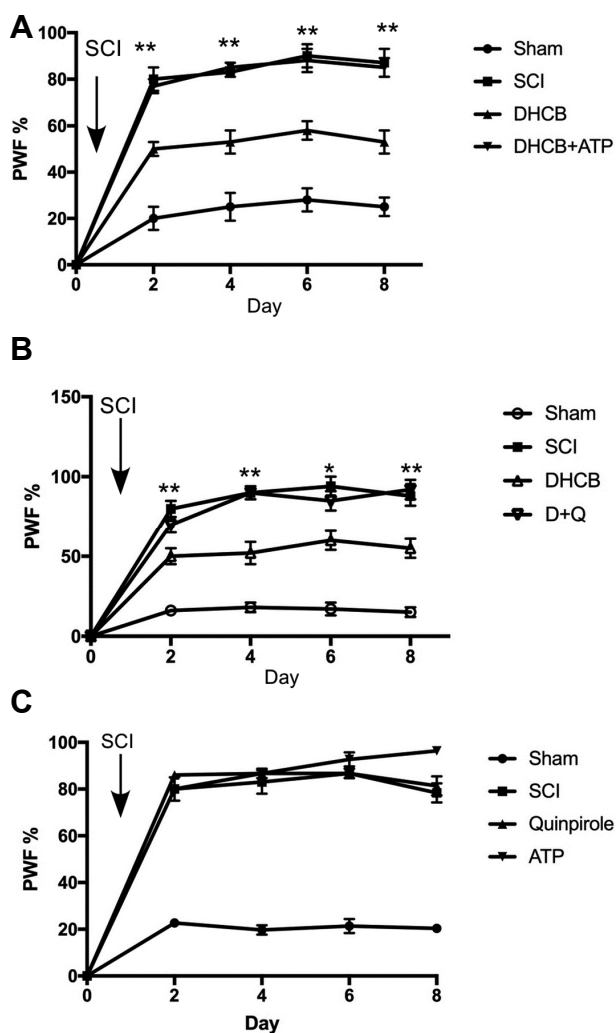 A
SCI
** ** ** **
100
80
60
40
20
0
PWF %
0 2 4 6 8
Day
Sham
SCI
DHCB
DHCB+ATP
B
SCI
** ** * **
150
100
50
0
PWF %
0 2 4 6 8
Day
Sham
SCI
DHCB
D+Q
C
SCI
100
80
60
40
20
0
PWF %
0 2 4 6 8
Day
Sham
SCI
Quinpirole
ATP